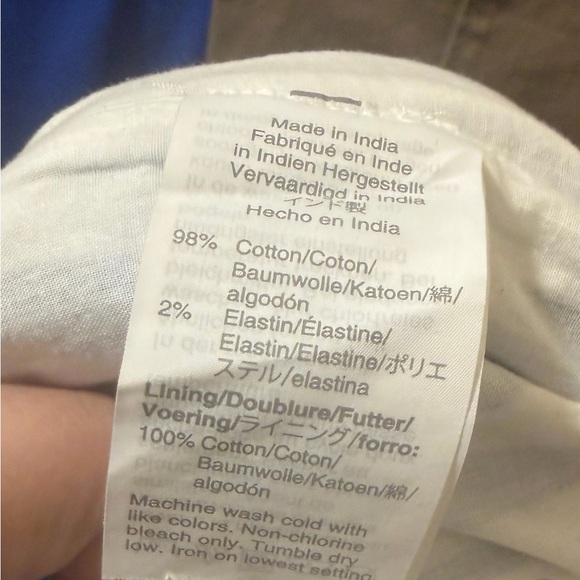 Made in India
Fabriqué en Inde
in Indien Hergestellt
Vervaardigd in India
インド製
Hecho en India
98% Cotton/Coton/
Baumwolle/Katoen/綿/
algodón
2% Elastin/Élastine/
Elastin/Elastine/ポリエ
ステル/elastina
Lining/Doublure/Futter/
Voering/ライニング/forro:
100% Cotton/Coton/
Baumwolle/Katoen/綿/
algodón
Machine wash cold with
like colors. Non-chlorine
bleach only. Tumble dry
low. Iron on lowest setting